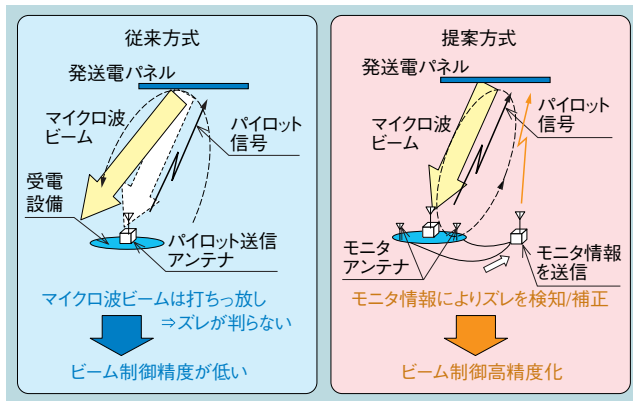 従来方式
発送電パネル
マイクロ波
ビーム
パイロット
信号
受電
設備
パイロット送信
アンテナ
マイクロ波ビームは打ちっ放し
⇒ズレが判らない
ビーム制御精度が低い
提案方式
発送電パネル
マイクロ波
ビーム
パイロット
信号
モニタ
アンテナ
モニタ情報
を送信
モニタ情報によりズレを検知/補正
ビーム制御高精度化